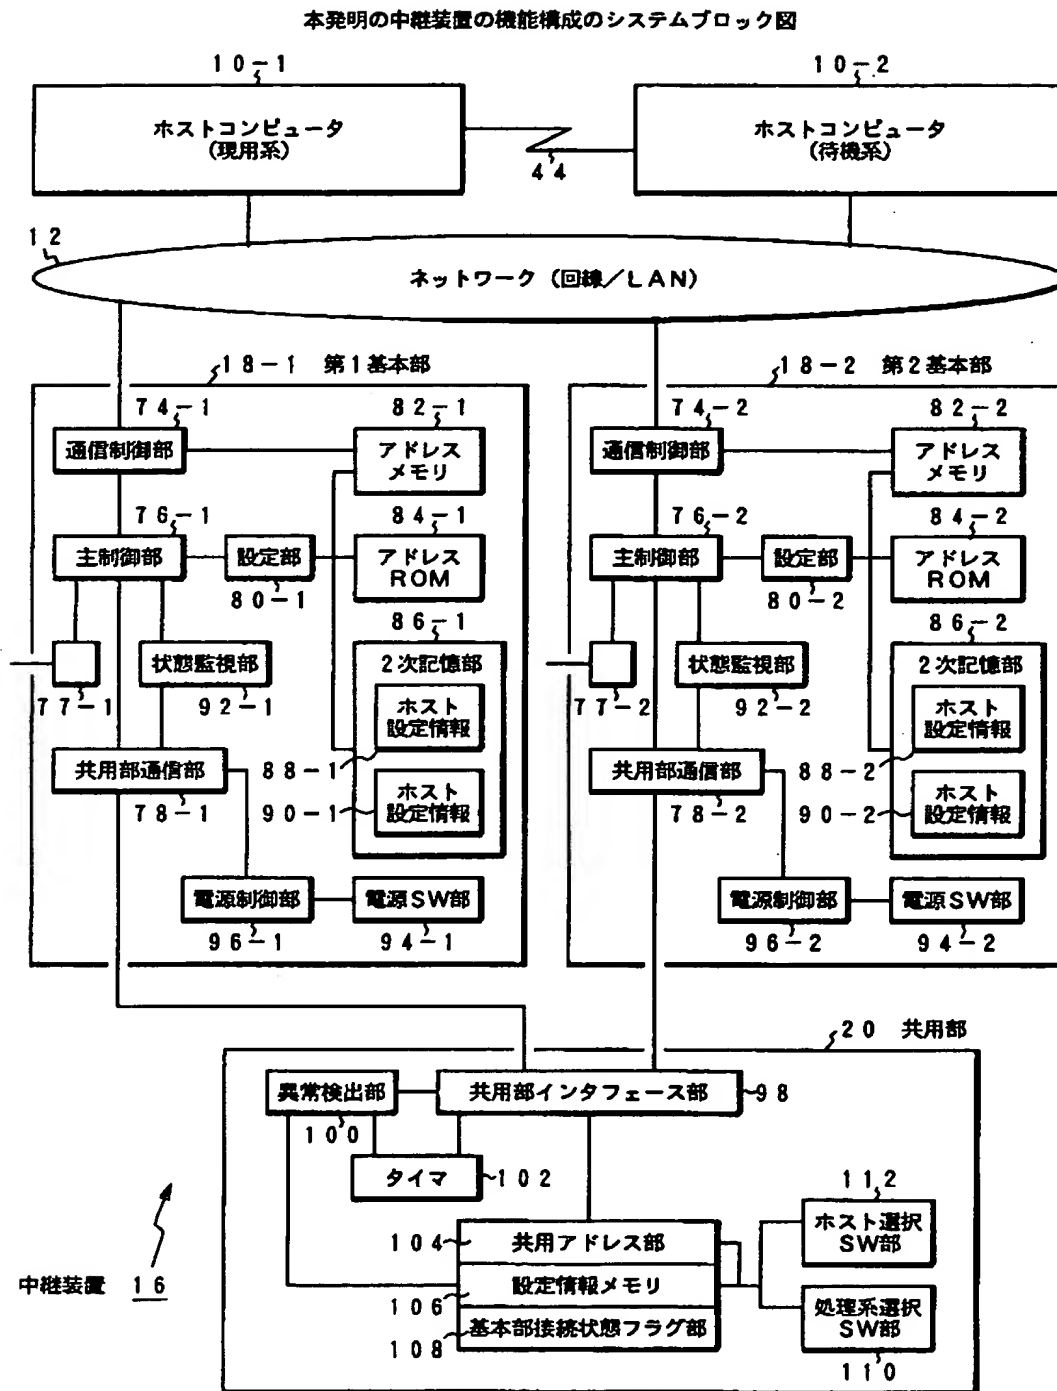 本発明の中継装置の機能構成のシステムブロック図
10-1
10-2
ホストコンピュータ
(現用系)
ホストコンピュータ
(待機系)
44
12
ネットワーク(回線/LAN)
18-1 第1基本部
18-2 第2基本部
74-1
82-1
通信制御部
アドレス
メモリ
76-1
84-1
主制御部
設定部
アドレス
ROM
80-1
86-1
状態監視部
2次記憶部
77-1
92-1
ホスト
設定情報
共用部通信部
88-1
78-1
90-1
ホスト
設定情報
電源制御部
電源SW部
96-1
94-1
74-2
82-2
通信制御部
アドレス
メモリ
76-2
84-2
主制御部
設定部
アドレス
ROM
80-2
86-2
状態監視部
2次記憶部
77-2
92-2
ホスト
設定情報
共用部通信部
88-2
78-2
90-2
ホスト
設定情報
電源制御部
電源SW部
96-2
94-2
20 共用部
異常検出部
共用部インタフェース部
98
100
タイマ
102
112
104
共用アドレス部
ホスト選択
SW部
中継装置 16
設定情報メモリ
106
処理系選択
SW部
108
基本部接続状態フラグ部
110